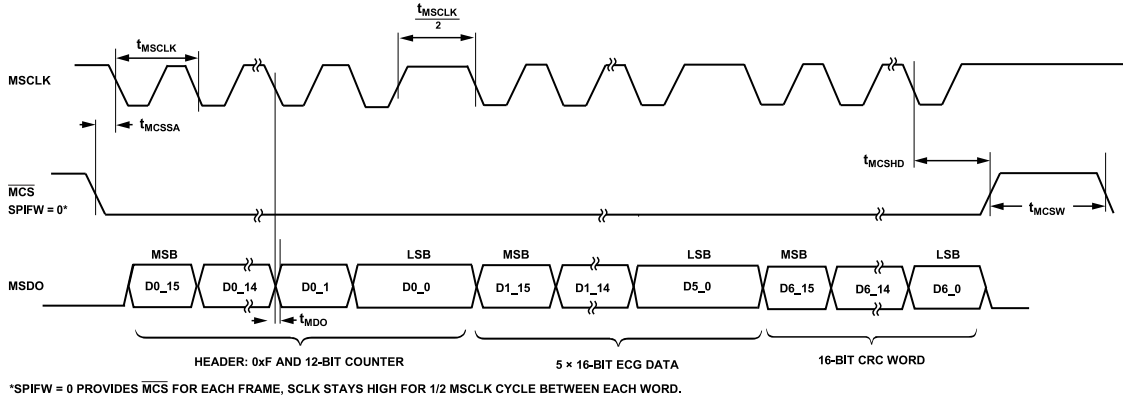 tMSCLK
tMSCLK
2
MSCLK
tMCSSA
tMCSHD
MCS
SPIFW = 0*
tMCSW
MSB LSB MSB LSB MSB LSB
MSDO D0_15 D0_14 D0_1 D0_0 D1_15 D1_14 D5_0 D6_15 D6_14 D6_0
tMDO
HEADER: 0xF AND 12-BIT COUNTER 5 × 16-BIT ECG DATA 16-BIT CRC WORD
*SPIFW = 0 PROVIDES MCS FOR EACH FRAME, SCLK STAYS HIGH FOR 1/2 MSCLK CYCLE BETWEEN EACH WORD.